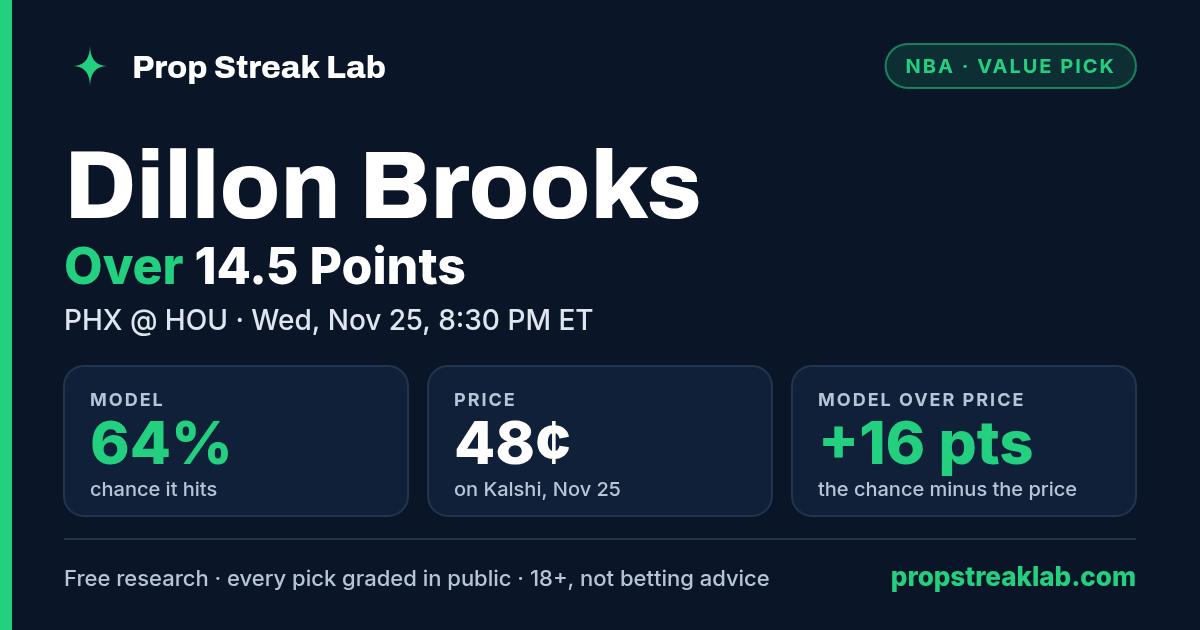 Prop Streak Lab
NBA · VALUE PICK
Dillon Brooks
Over 14.5 Points
PHX @ HOU · Wed, Nov 25, 8:30 PM ET
MODEL
64%
chance it hits
PRICE
48¢
on Kalshi, Nov 25
MODEL OVER PRICE
+16 pts
the chance minus the price
Free research · every pick graded in public · 18+, not betting advice
propstreaklab.com